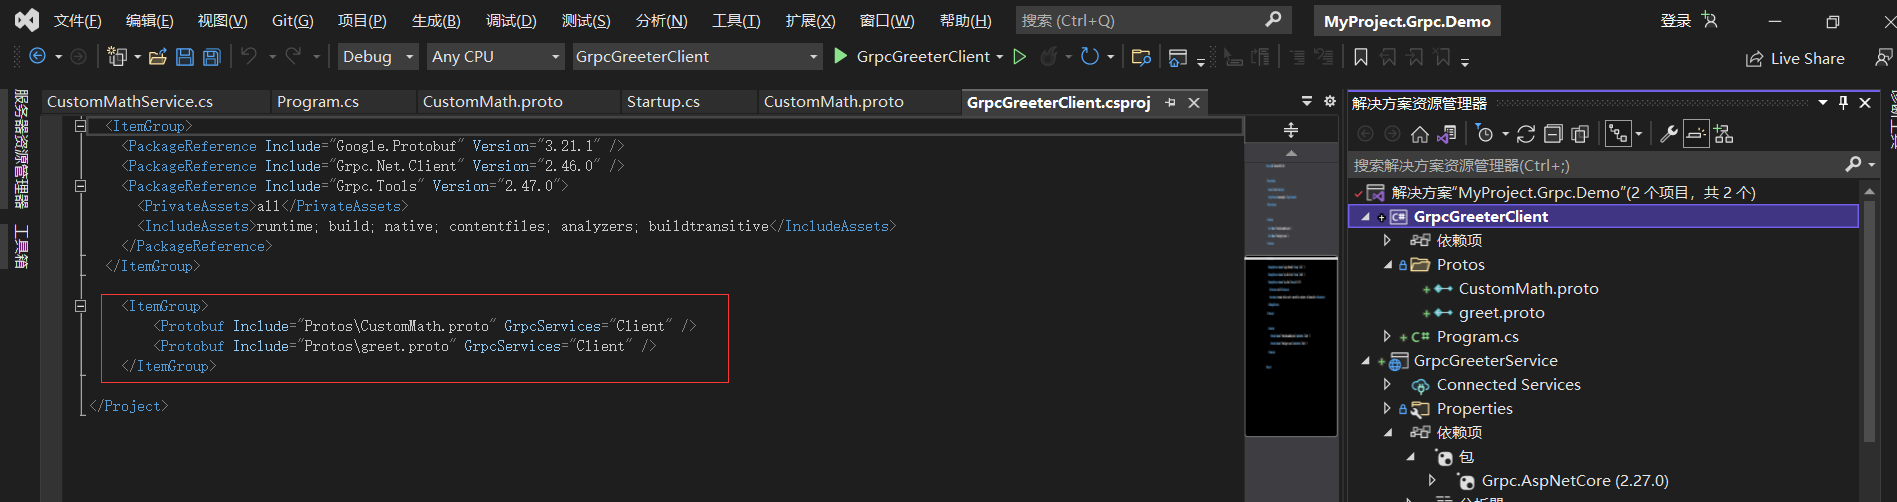 文件(F) 编辑(E) 视图(V) Git(G) 项目(P) 生成(B) 调试(D) 测试(S) 分析(N) 工具(T) 扩展(X) 窗口(W) 帮助(H) 搜索 (Ctrl+Q) MyProject.Grpc.Demo 登录
Debug Any CPU GrpcGreeterClient GrpcGreeterClient Live Share
服务器资源管理器
工具箱
CustomMathService.cs Program.cs CustomMath.proto Startup.cs CustomMath.proto GrpcGreeterClient.csproj
<ItemGroup>
<PackageReference Include="Google.Protobuf" Version="3.21.1" />
<PackageReference Include="Grpc.Net.Client" Version="2.46.0" />
<PackageReference Include="Grpc.Tools" Version="2.47.0">
<PrivateAssets>all</PrivateAssets>
<IncludeAssets>runtime; build; native; contentfiles; analyzers; buildtransitive</IncludeAssets>
</PackageReference>
</ItemGroup>
<ItemGroup>
<Protobuf Include="Protos\CustomMath.proto" GrpcServices="Client" />
<Protobuf Include="Protos\greet.proto" GrpcServices="Client" />
</ItemGroup>
</Project>
解决方案资源管理器
搜索解决方案资源管理器(Ctrl+;)
解决方案"MyProject.Grpc.Demo"(2 个项目，共 2 个)
GrpcGreeterClient
依赖项
Protos
CustomMath.proto
greet.proto
C# Program.cs
GrpcGreeterService
Connected Services
Properties
依赖项
包
Grpc.AspNetCore (2.27.0)